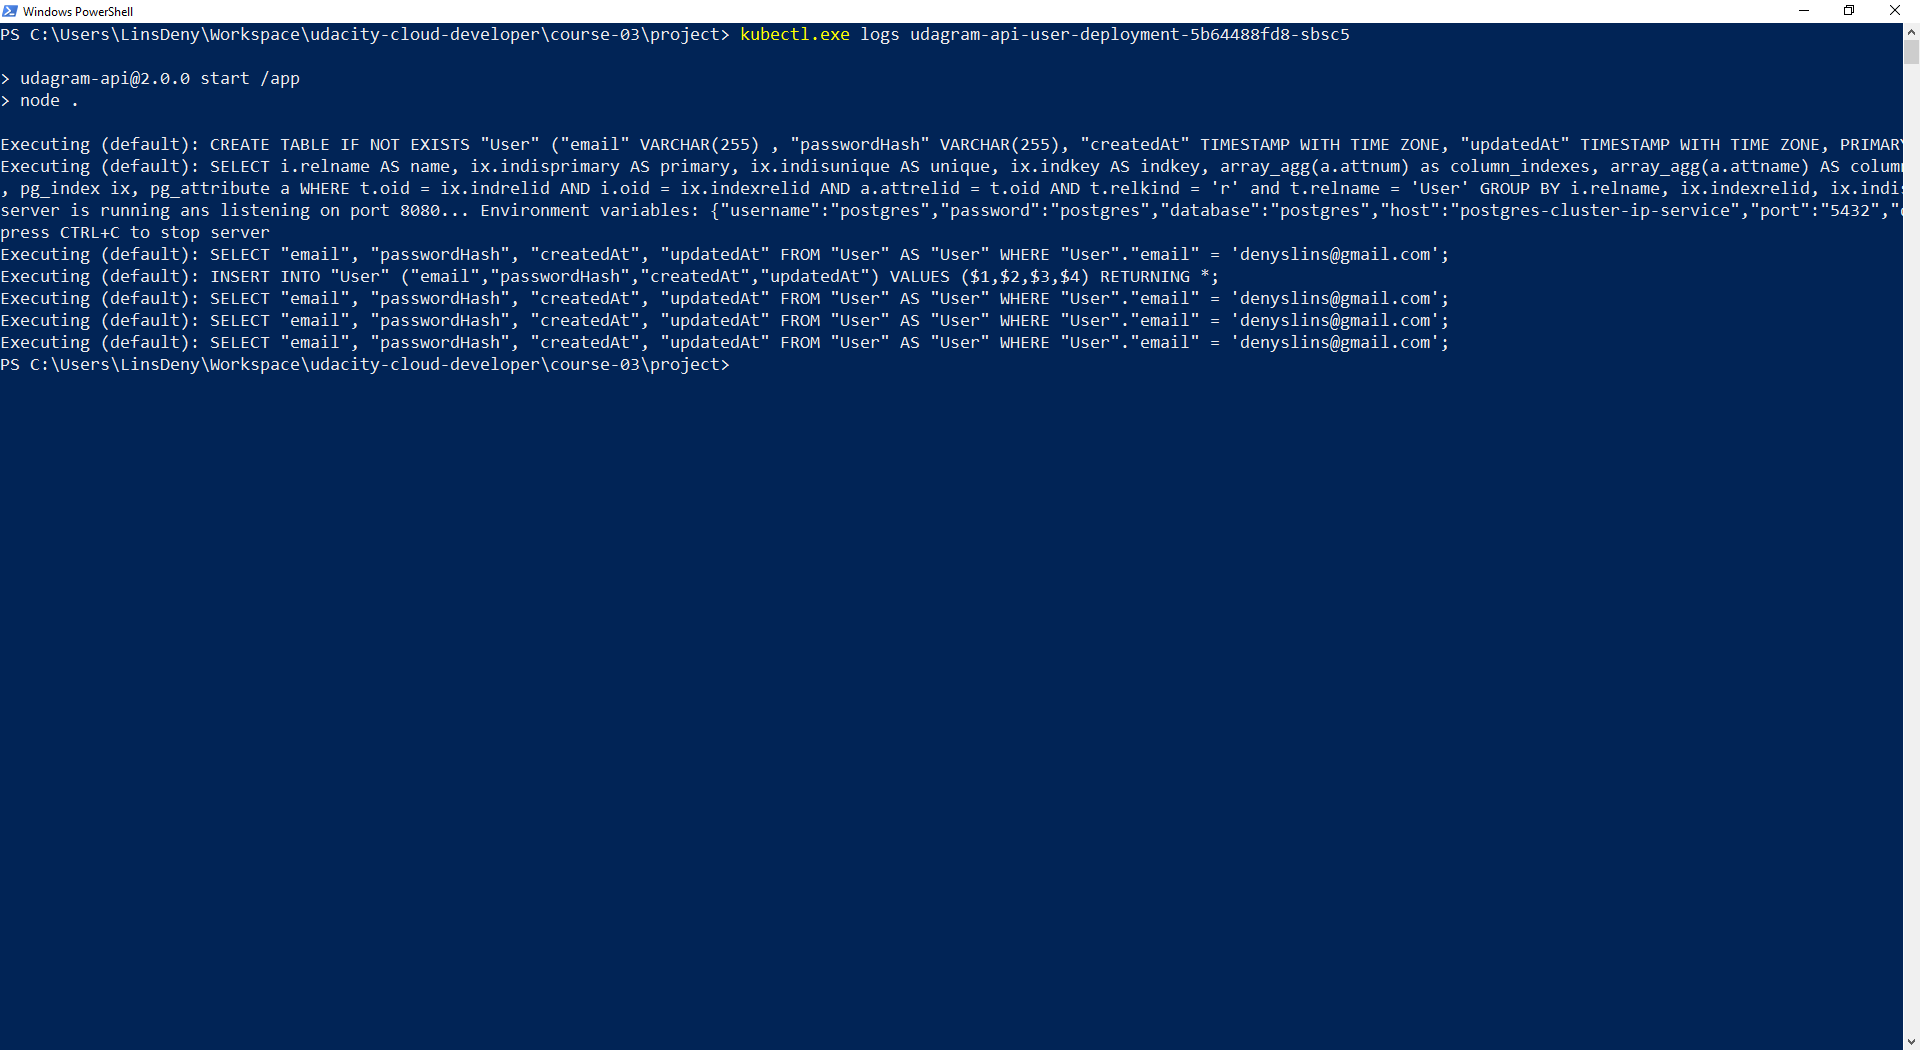 Windows PowerShell
PS C:\Users\LinsDeny\Workspace\udacity-cloud-developer\course-03\project> kubectl.exe logs udagram-api-user-deployment-5b64488fd8-sbsc5
> udagram-api@2.0.0 start /app
> node .
Executing (default): CREATE TABLE IF NOT EXISTS "User" ("email" VARCHAR(255) , "passwordHash" VARCHAR(255), "createdAt" TIMESTAMP WITH TIME ZONE, "updatedAt" TIMESTAMP WITH TIME ZONE, PRIMARY
Executing (default): SELECT i.relname AS name, ix.indisprimary AS primary, ix.indisunique AS unique, ix.indkey AS indkey, array_agg(a.attnum) as column_indexes, array_agg(a.attname) AS colum
, pg_index ix, pg_attribute a WHERE t.oid = ix.indrelid AND i.oid = ix.indexrelid AND a.attrelid = t.oid AND t.relkind = 'r' and t.relname = 'User' GROUP BY i.relname, ix.indexrelid, ix.indis
server is running ans listening on port 8080... Environment variables: {"username":"postgres","password":"postgres","database":"postgres","host":"postgres-cluster-ip-service","port":"5432","
press CTRL+C to stop server
Executing (default): SELECT "email", "passwordHash", "createdAt", "updatedAt" FROM "User" AS "User" WHERE "User"."email" = 'denyslins@gmail.com';
Executing (default): INSERT INTO "User" ("email","passwordHash","createdAt","updatedAt") VALUES ($1,$2,$3,$4) RETURNING *;
Executing (default): SELECT "email", "passwordHash", "createdAt", "updatedAt" FROM "User" AS "User" WHERE "User"."email" = 'denyslins@gmail.com';
Executing (default): SELECT "email", "passwordHash", "createdAt", "updatedAt" FROM "User" AS "User" WHERE "User"."email" = 'denyslins@gmail.com';
Executing (default): SELECT "email", "passwordHash", "createdAt", "updatedAt" FROM "User" AS "User" WHERE "User"."email" = 'denyslins@gmail.com';
PS C:\Users\LinsDeny\Workspace\udacity-cloud-developer\course-03\project>